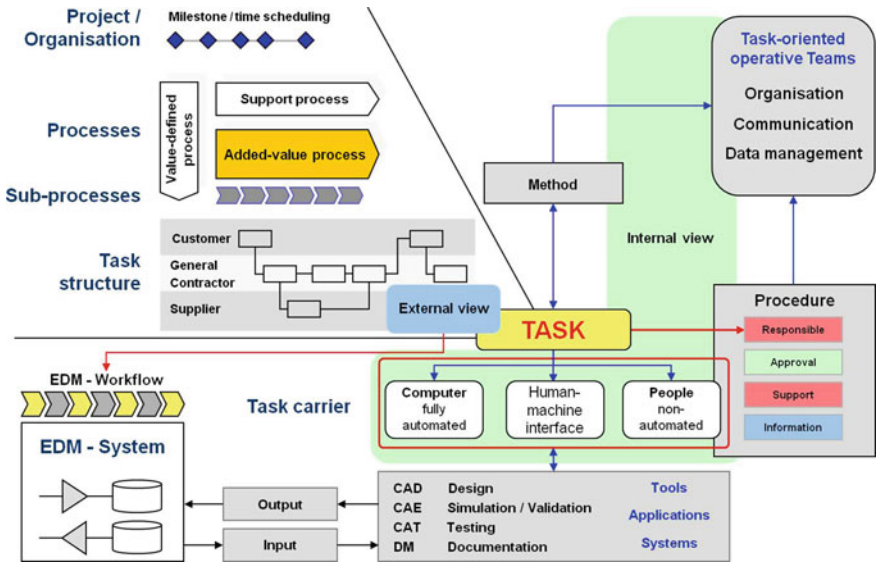 Project /
Organisation
Milestone / time scheduling
Processes
Value-defined
process
Support process
Added-value process
Sub-processes
Task
structure
Customer
General
Contractor
Supplier
External view
Task-oriented
operative Teams
Organisation
Communication
Data management
Method
Internal view
TASK
Procedure
Responsible
Approval
Support
Information
EDM - Workflow
Task carrier
Computer
fully
automated
Human-
machine
interface
People
non-
automated
EDM - System
Output
Input
CAD Design
CAE Simulation / Validation
CAT Testing
DM Documentation
Tools
Applications
Systems